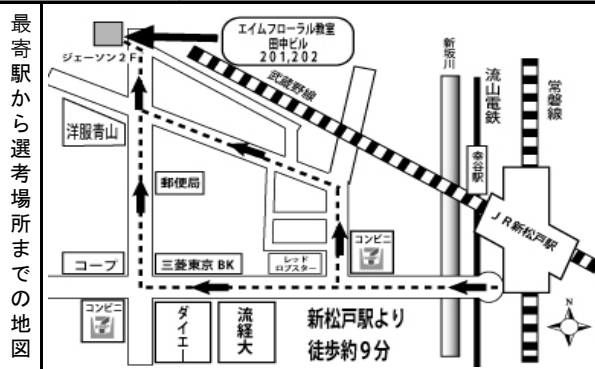 最寄駅から選考場所までの地図
エイムフローラル教室
田中ビル
201,202
ジェーソン2F
武蔵野線
新坂川
流山電鉄
常磐線
洋服青山
幸谷駅
郵便局
JR新松戸駅
コンビニ
コープ
三菱東京BK
レッド
ロブスター
コンビニ
ダイエー
流経大
新松戸駅より
徒歩約9分
N